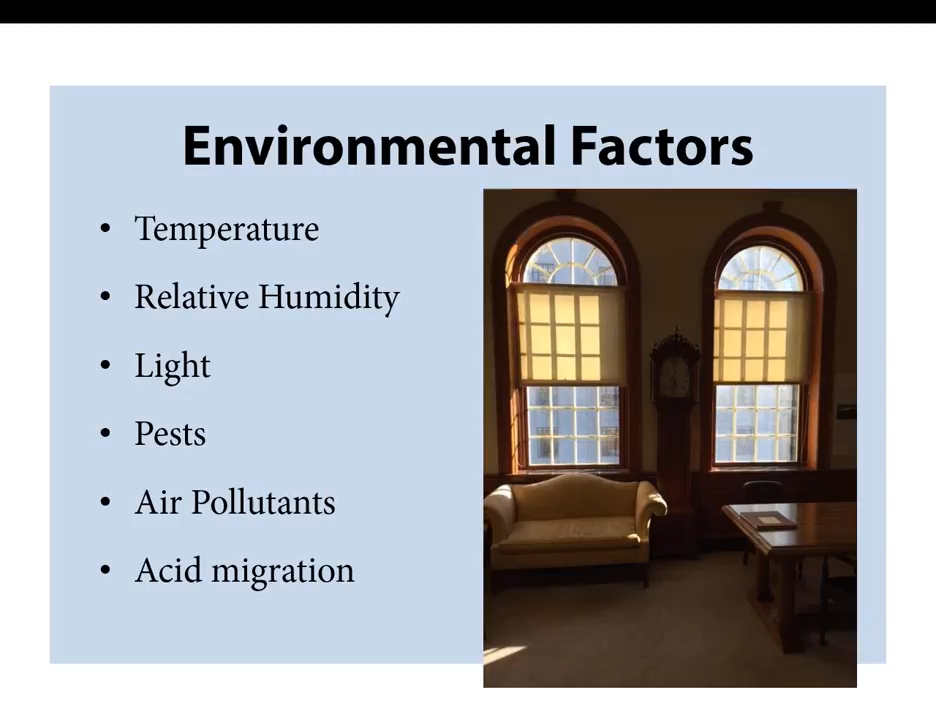 Environmental Factors
• Temperature
• Relative Humidity
• Light
• Pests
• Air Pollutants
• Acid migration